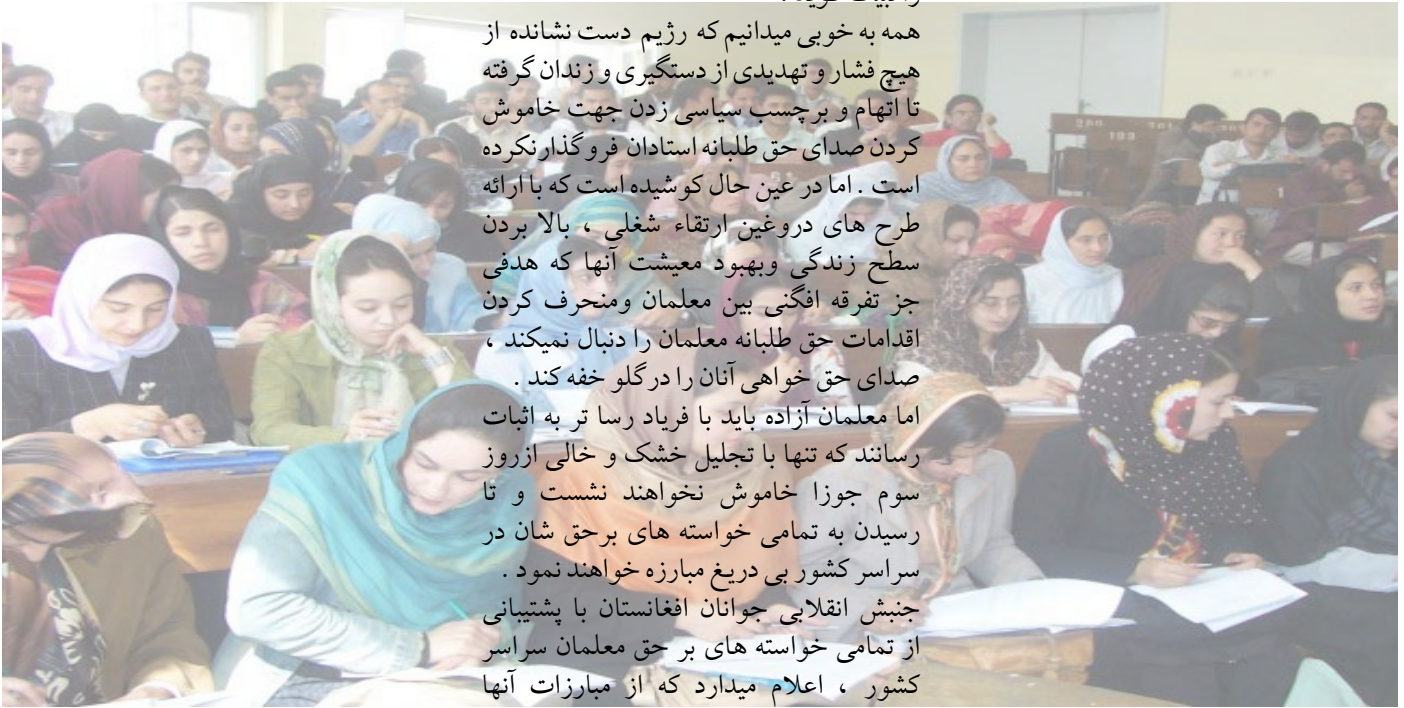 همه به خوبی میدانیم که رژیم دست نشانده از
هیچ فشار و تهدیدی از دستگیری و زندان گرفته
تا اتهام و برچسب سیاسی زدن جهت خاموش
کردن صدای حق طلبانه استادان فروگذارنکرده
است . اما در عین حال کوشیده است که با ارائه
طرح های دروغین ارتقاء شغلی ، بالا بردن
سطح زندگی وبهبود معیشت آنها که هدفی
جز تفرقه افگنی بین معلمان ومنحرف کردن
اقدامات حق طلبانه معلمان را دنبال نمیکند ،
صدای حق خواهی آنان را درگلو خفه کند .
اما معلمان آزاده باید با فریاد رسا تر به اثبات
رسانند که تنها با تجلیل خشک و خالی ازروز
سوم جوزا خاموش نخواهند نشست و تا
رسیدن به تمامی خواسته های برحق شان در
سراسر کشور بی دریغ مبارزه خواهند نمود .
جنبش انقلابی جوانان افغانستان با پشتیبانی
از تمامی خواسته های بر حق معلمان سراسر
کشور ، اعلام میدارد که از مبارزات آنها